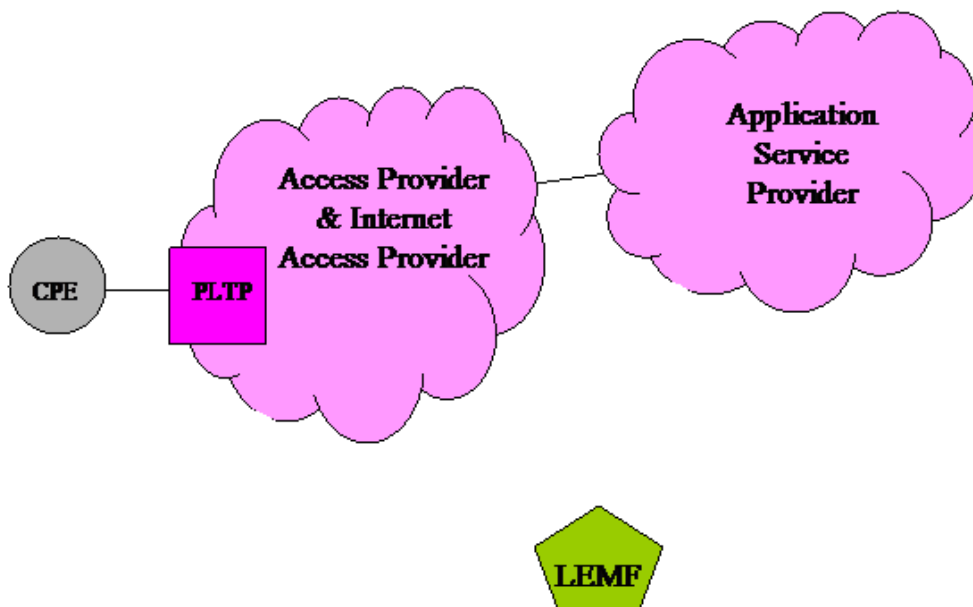 Application
Service
Provider
Access Provider
& Internet
Access Provider
CPE
PLTP
LEMF